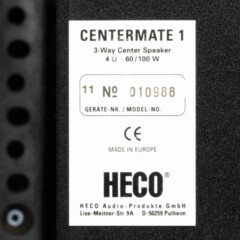 CENTERMATE 1
3-Way Center Speaker
4 Ω - 60/100 W
11 Nº 010988
GERÄTE-NR. / MODEL-NO.
CE
MADE IN EUROPE
HECO®
HECO Audio-Produkte GmbH
Lise-Meitner-Str. 9A - D-50259 Pulheim